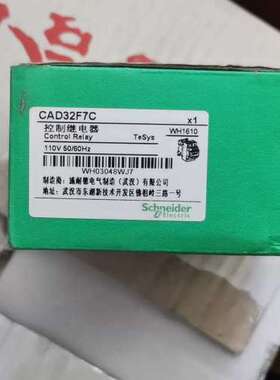 CAD32F7C x1
控制继电器 WH1610
Control Relay TeSys
110V 50/60Hz
WH03048WJ7
制造商：施耐德电气制造（武汉）有限公司
地址：武汉市东湖新技术开发区佛祖岭三路一号
Schneider
Electric